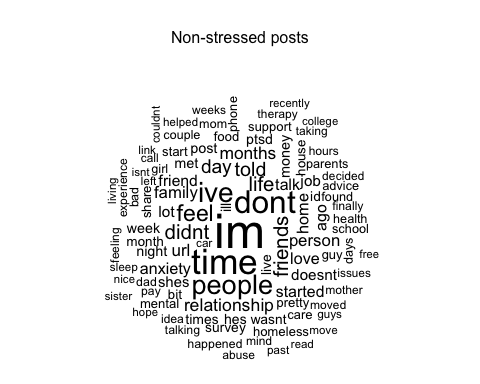 Non-stressed posts
recently
weeks
phone
therapy
couldnt
helped
mom
support
college
taking
couple
food
ptsd
link
start
post
months
money
house
hours
call
met
day
told
parents
isnt
girl
life
talk
job
decided
living
experience
bad
left
friend
ive
advice
share
family
ill
dont
id
found
lot
feel
home
ago
finally
health
week
didnt
im
friends
person
school
feeling
month
car
night
url
time
live
love
guy
days
free
sleep
anxiety
doesnt
issues
nice
dad
shes
people
started
mother
sister
pay
bit
mental
relationship
pretty
moved
hope
idea
times
hes
wasnt
care
guys
talking
survey
homeless
move
happened
mind
past
read
abuse